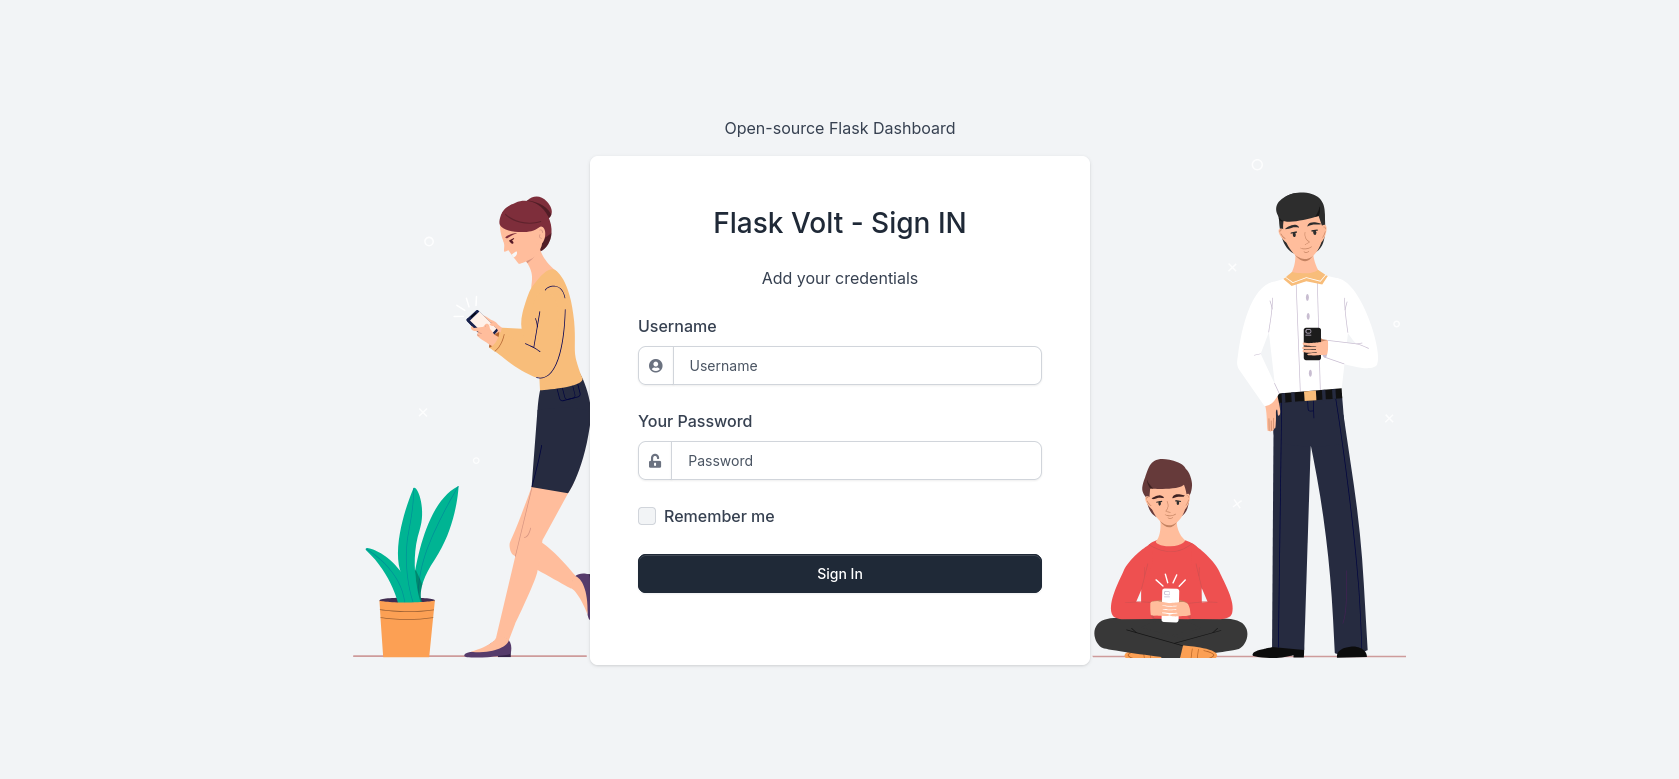 Open-source Flask Dashboard
Flask Volt - Sign IN
Add your credentials
Username
Username
Your Password
Password
Remember me
Sign In